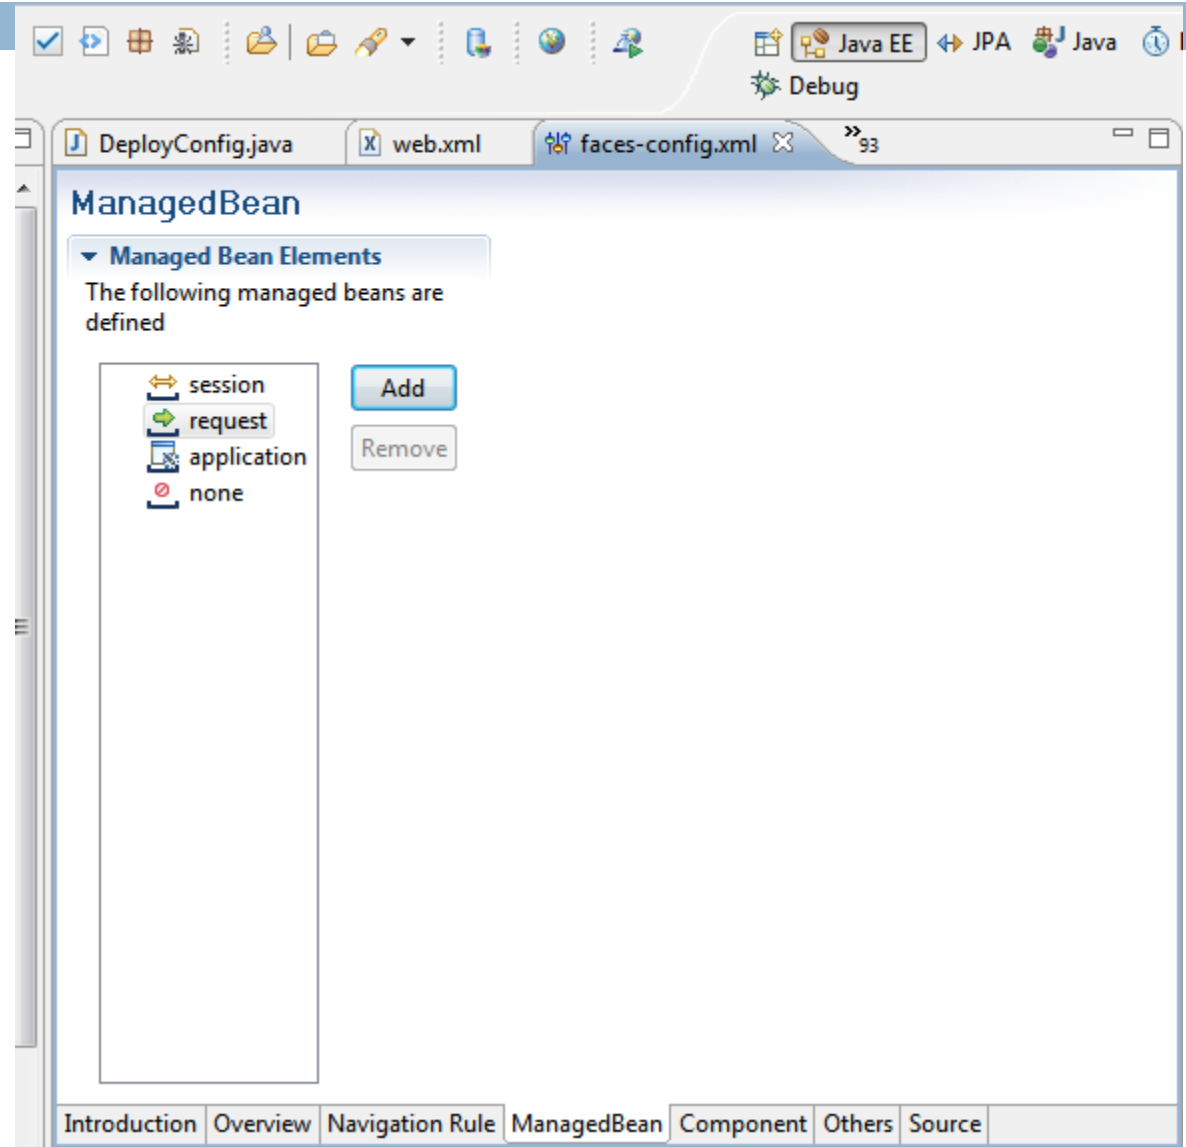 Java EE JPA Java
Debug
DeployConfig.java web.xml faces-config.xml »93
ManagedBean
Managed Bean Elements
The following managed beans are
defined
session
Add
request
Remove
application
none
Introduction Overview Navigation Rule ManagedBean Component Others Source